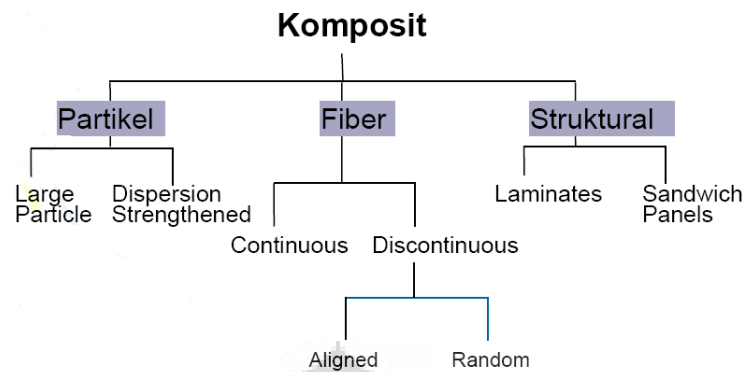 Komposit
Partikel
Fiber
Struktural
Large
Particle
Dispersion
Strengthened
Laminates
Sandwich
Panels
Continuous
Discontinuous
Aligned
Random